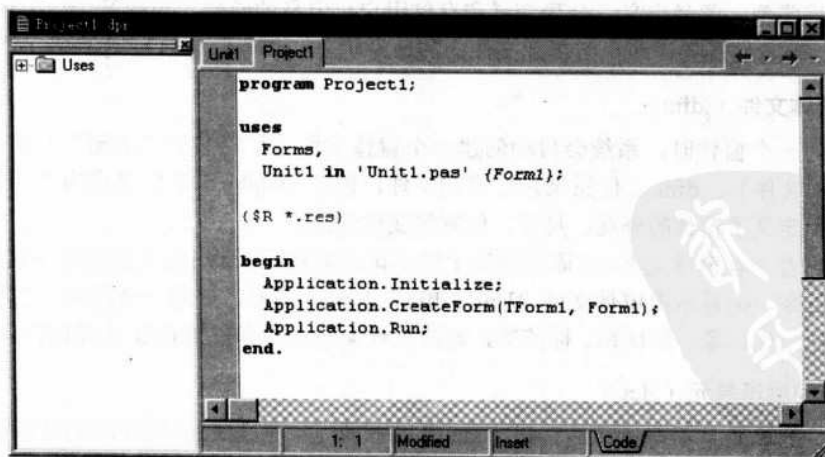 Project1.dpr
Uses
Unit1 Project1
program Project1;
uses
Forms,
Unit1 in 'Unit1.pas' {Form1};
{$R *.res}
begin
Application.Initialize;
Application.CreateForm(TForm1, Form1);
Application.Run;
end.
1: 1 Modified Insert Code